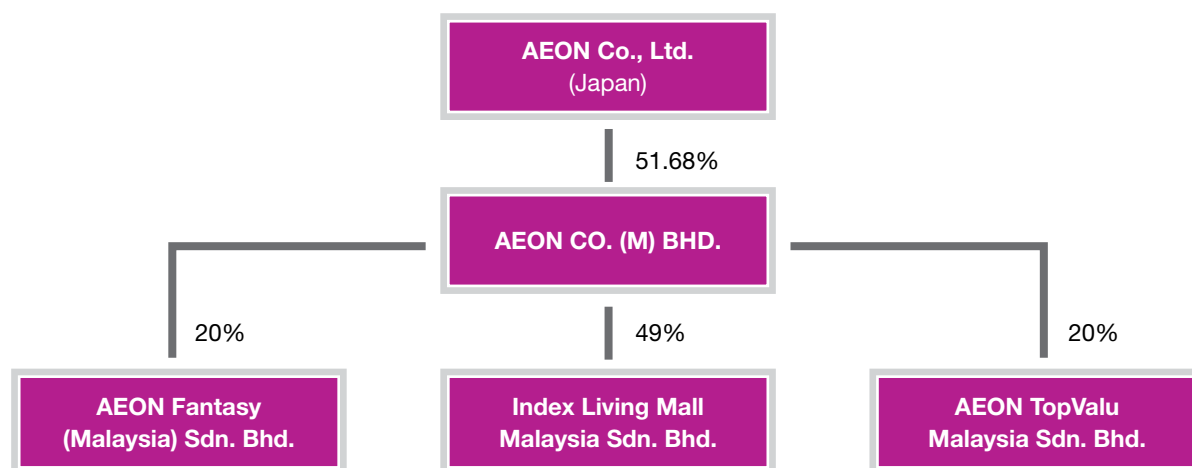 AEON Co., Ltd.
(Japan)
51.68%
AEON CO. (M) BHD.
20%
49%
20%
AEON Fantasy
(Malaysia) Sdn. Bhd.
Index Living Mall
Malaysia Sdn. Bhd.
AEON TopValu
Malaysia Sdn. Bhd.